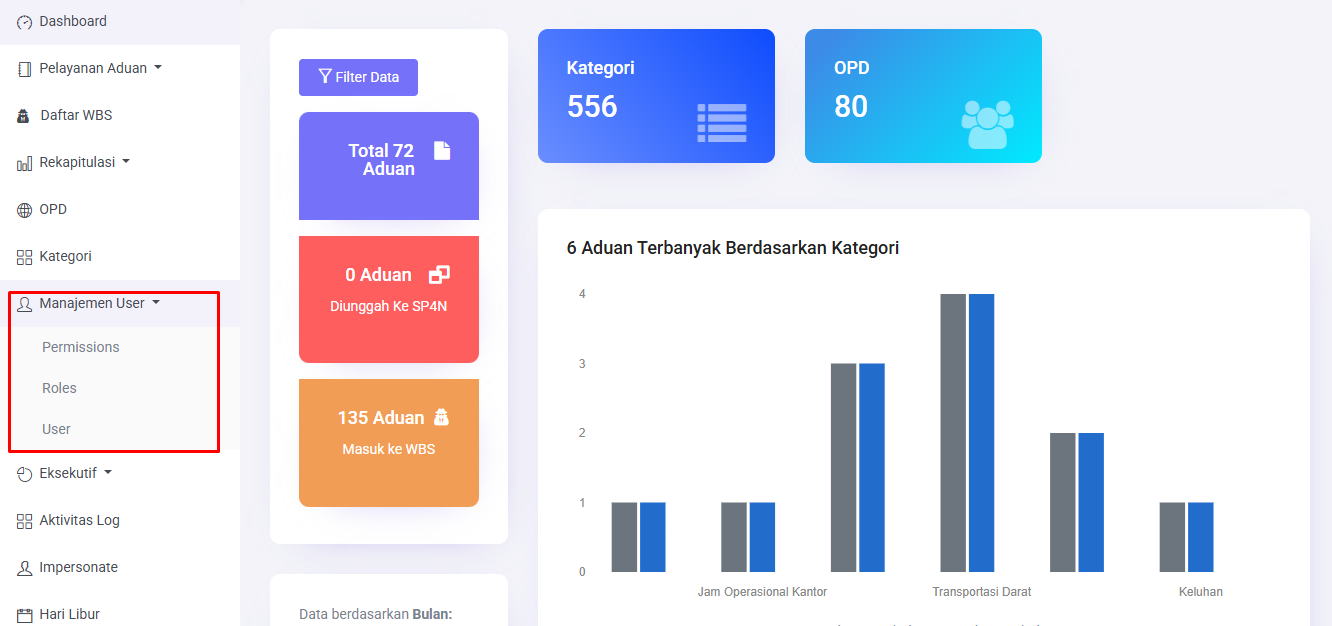 Dashboard
Pelayanan Aduan
Daftar WBS
Rekapitulasi
OPD
Kategori
Manajemen User
Permissions
Roles
User
Eksekutif
Aktivitas Log
Impersonate
Hari Libur
Filter Data
Total 72
Aduan
0 Aduan
Diunggah Ke SP4N
135 Aduan
Masuk ke WBS
Data berdasarkan Bulan:
Kategori
556
OPD
80
6 Aduan Terbanyak Berdasarkan Kategori
4
3
2
1
0
Jam Operasional Kantor
Transportasi Darat
Keluhan